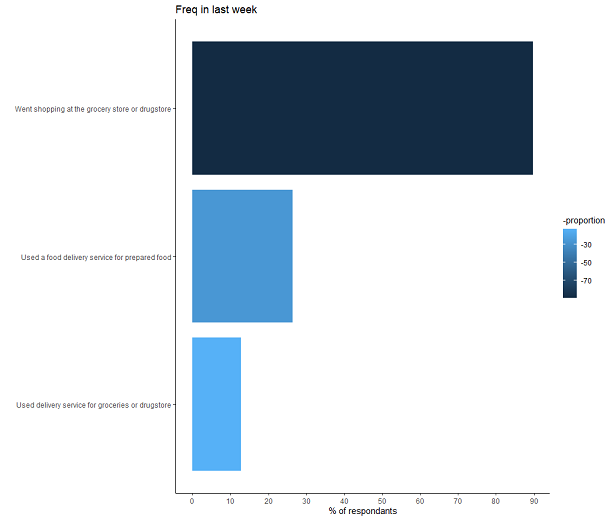 Freq in last week
Went shopping at the grocery store or drugstore
Used a food delivery service for prepared food
Used delivery service for groceries or drugstore
0 10 20 30 40 50 60 70 80 90
% of respondants
-proportion
-30
-50
-70